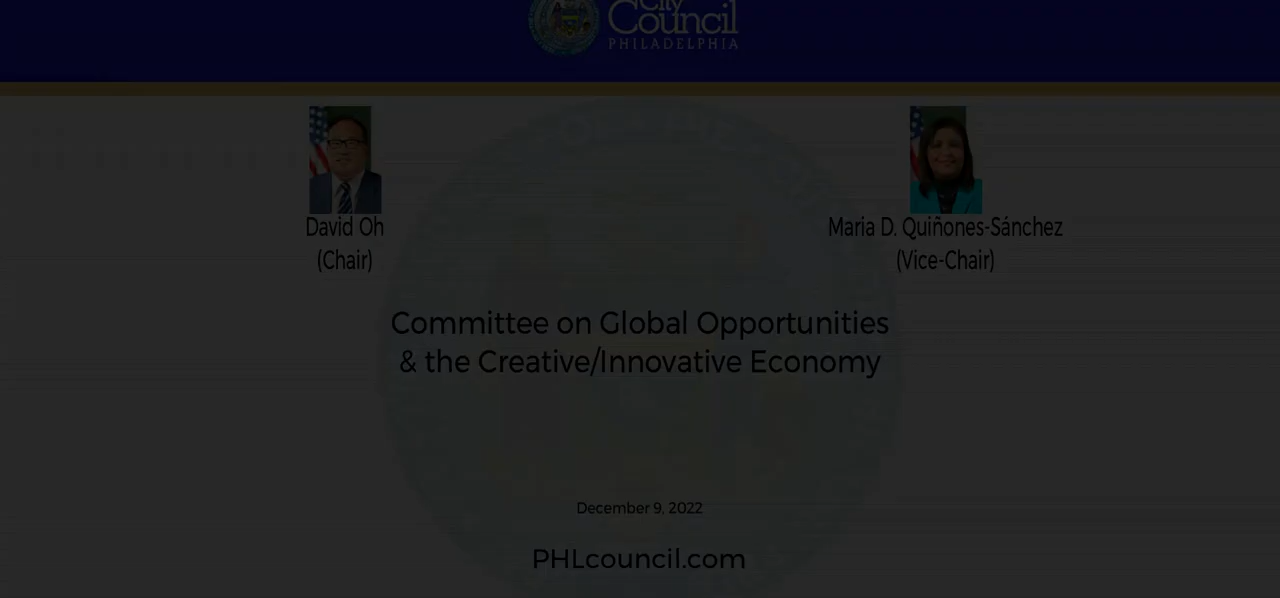 City
Council
PHILADELPHIA
David Oh
(Chair)
Maria D. Quiñones-Sánchez
(Vice-Chair)
Committee on Global Opportunities
& the Creative/Innovative Economy
December 9, 2022
PHLcouncil.com